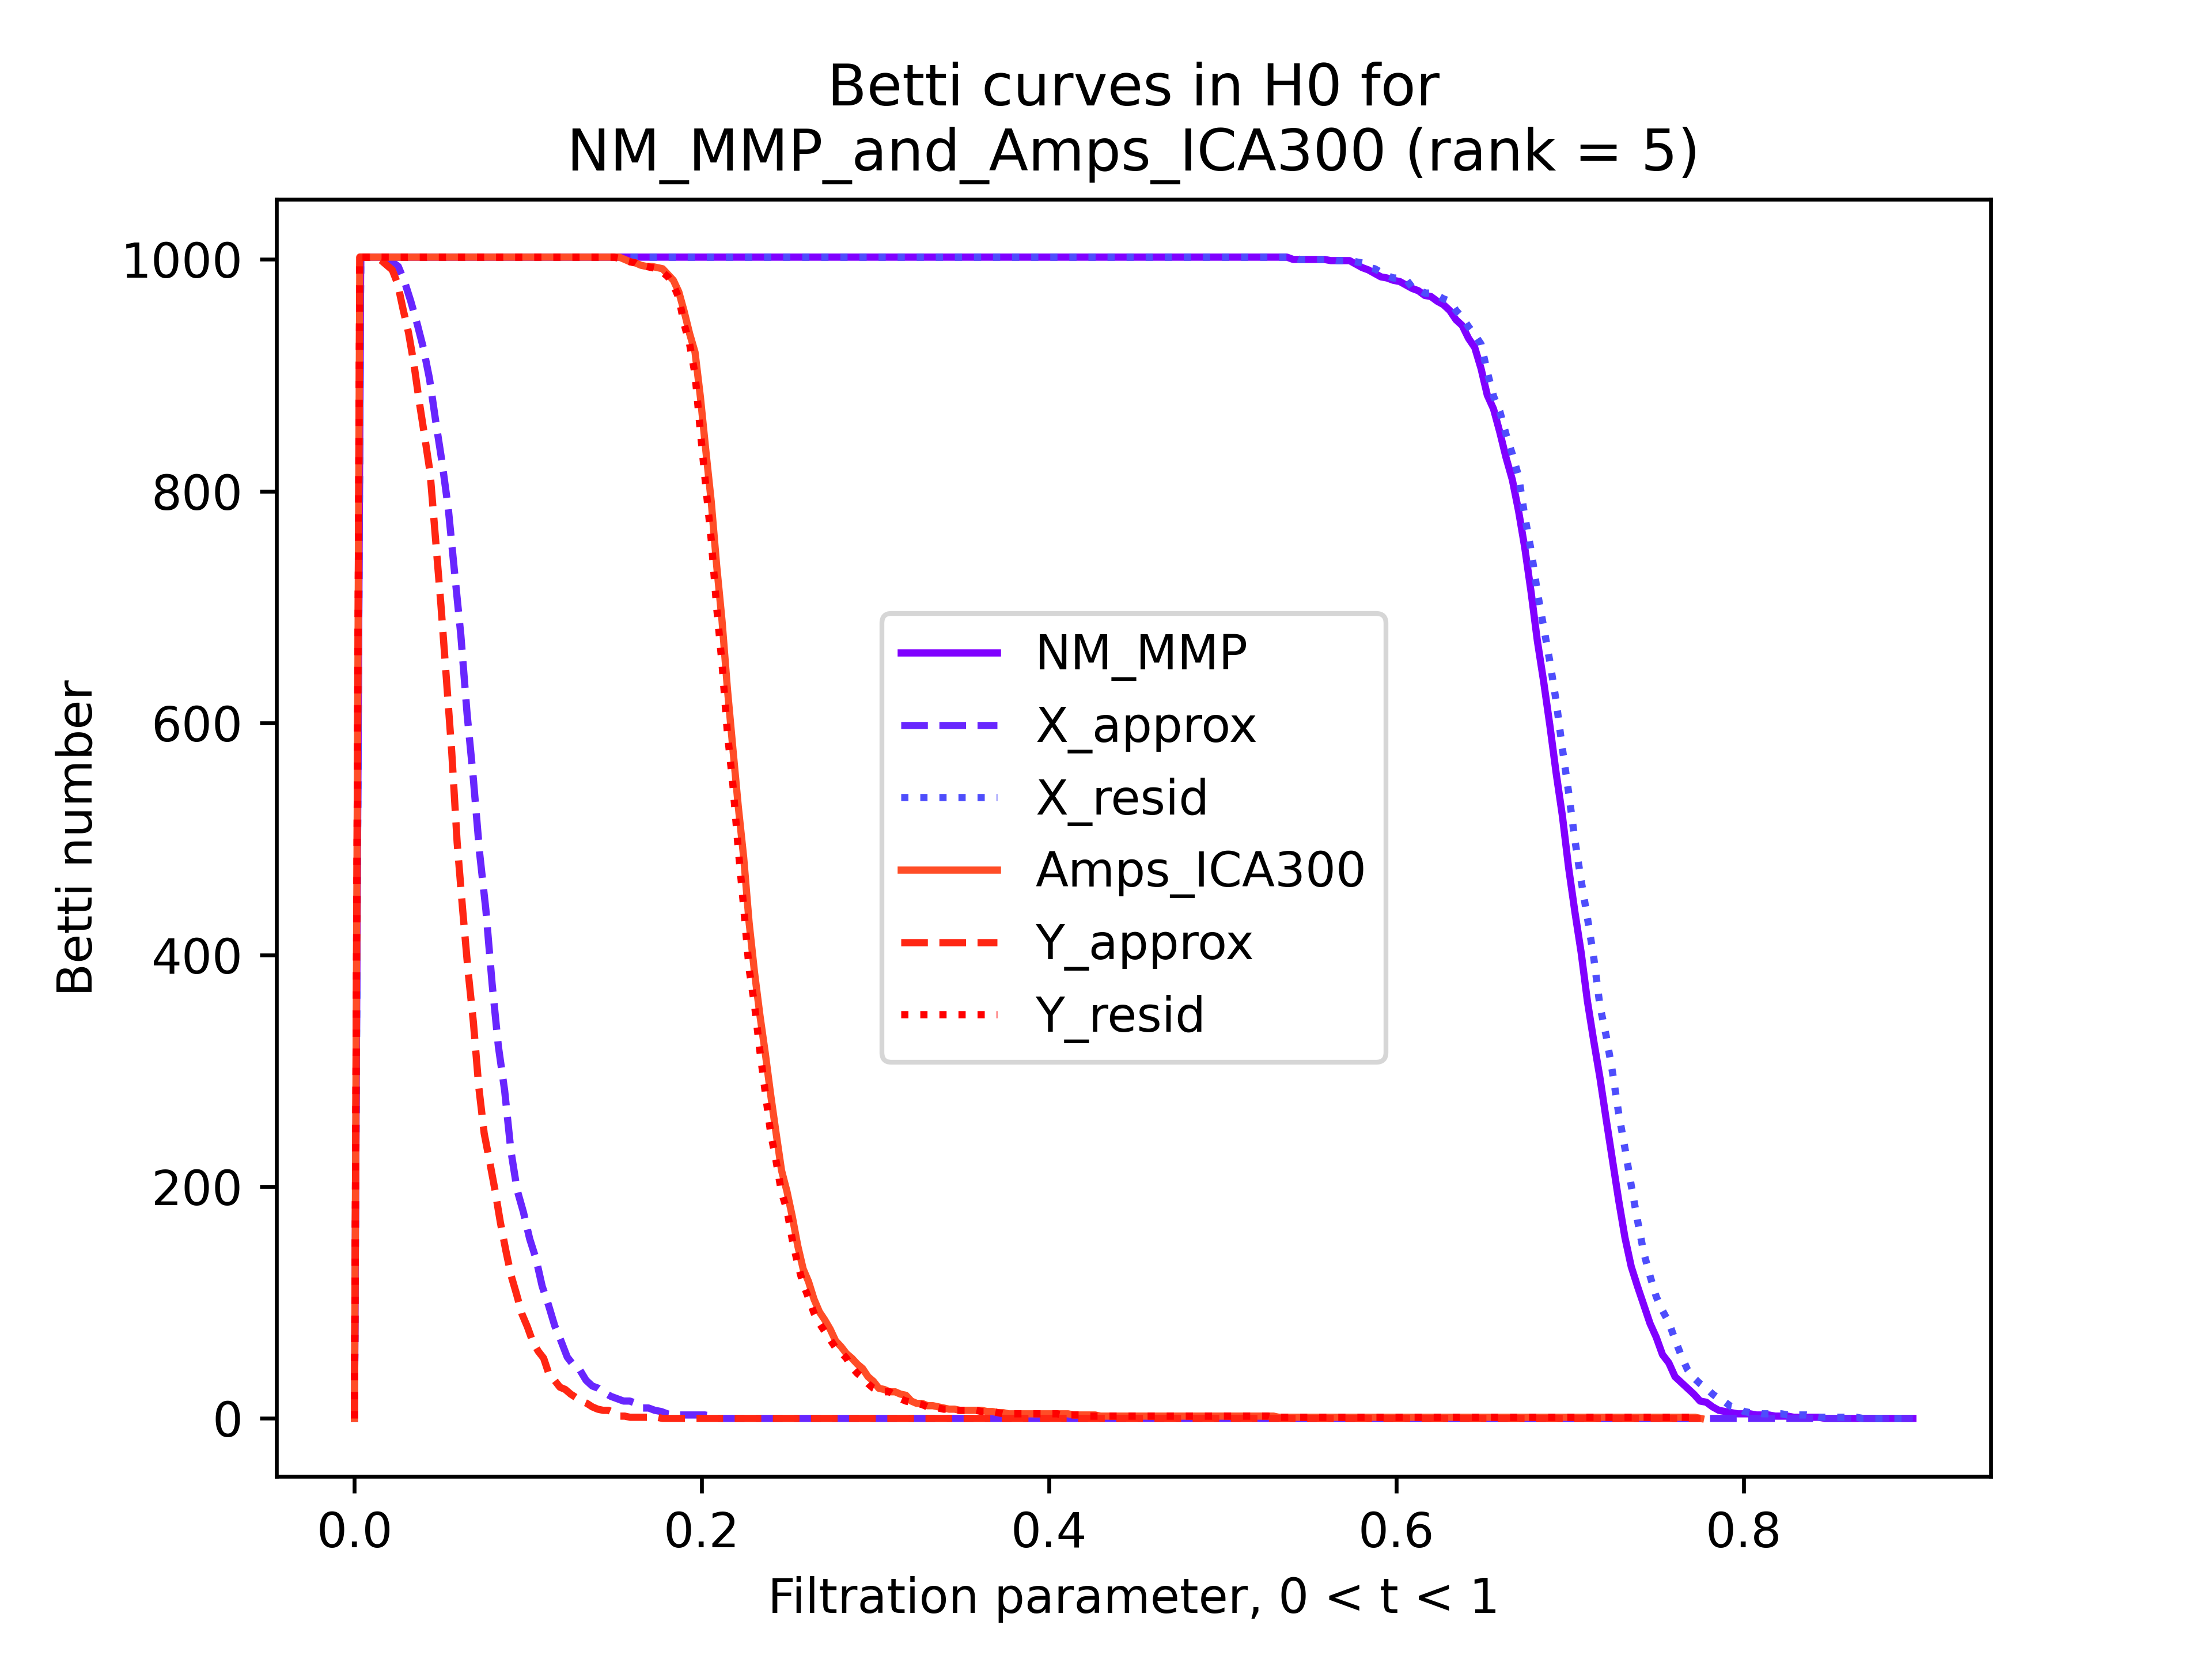 Betti curves in H0 for
NM_MMP_and_Amps_ICA300 (rank = 5)
1000
800
600
400
200
0
Betti number
NM_MMP
X_approx
X_resid
Amps_ICA300
Y_approx
Y_resid
0.0 0.2 0.4 0.6 0.8
Filtration parameter, 0 < t < 1